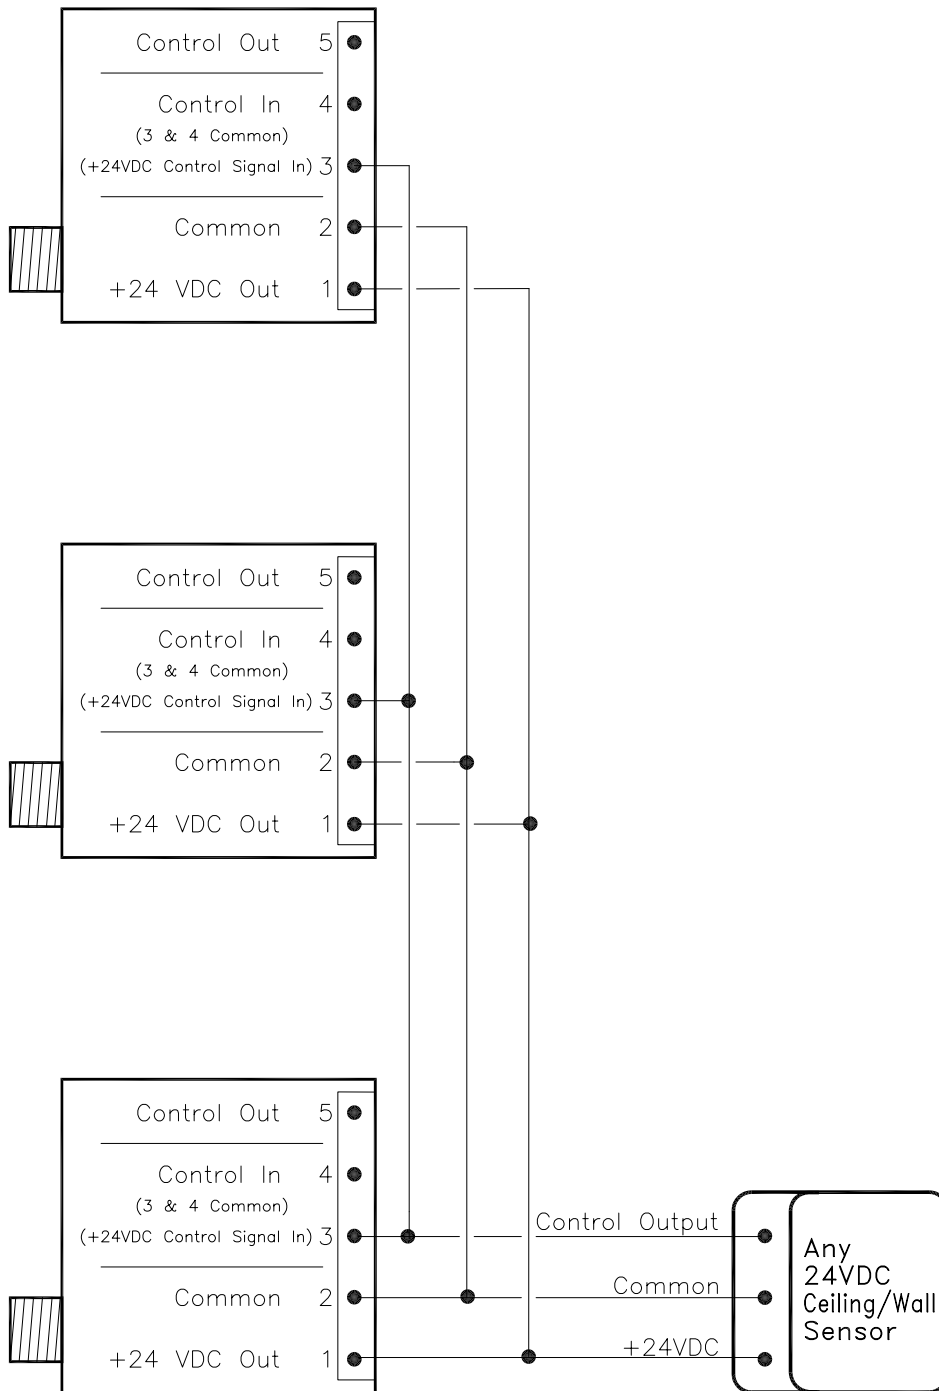 Control Out 5
Control In 4
(3 & 4 Common)
(+24VDC Control Signal In) 3
Common 2
+24 VDC Out 1
Control Out 5
Control In 4
(3 & 4 Common)
(+24VDC Control Signal In) 3
Common 2
+24 VDC Out 1
Control Out 5
Control In 4
(3 & 4 Common)
(+24VDC Control Signal In) 3
Common 2
+24 VDC Out 1
Control Output
Common
+24VDC
Any
24VDC
Ceiling/Wall
Sensor